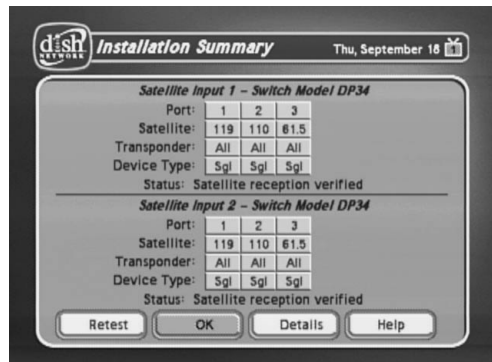 dish
NETWORK
Installation Summary
Thu, September 18
Satellite Input 1 - Switch Model DP34
Port: 1 2 3
Satellite: 119 110 61.5
Transponder: All All All
Device Type: Sgl Sgl Sgl
Status: Satellite reception verified
Satellite Input 2 - Switch Model DP34
Port: 1 2 3
Satellite: 119 110 61.5
Transponder: All All All
Device Type: Sgl Sgl Sgl
Status: Satellite reception verified
Retest OK Details Help